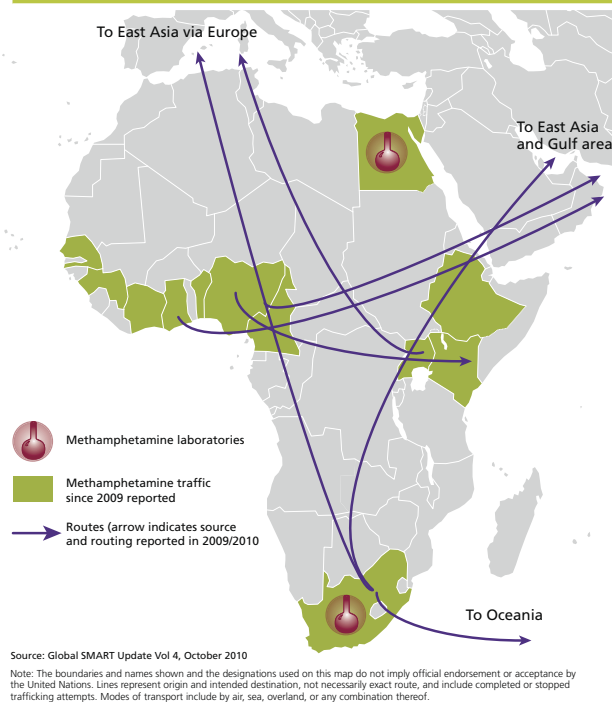 To East Asia via Europe
To East Asia
and Gulf area
Methamphetamine laboratories
Methamphetamine traffic
since 2009 reported
Routes (arrow indicates source
and routing reported in 2009/2010
To Oceania
Source: Global SMART Update Vol 4, October 2010
Note: The boundaries and names shown and the designations used on this map do not imply official endorsement or acceptance by
the United Nations. Lines represent origin and intended destination, not necessarily exact route, and include completed or stopped
trafficking attempts. Modes of transport include by air, sea, overland, or any combination thereof.